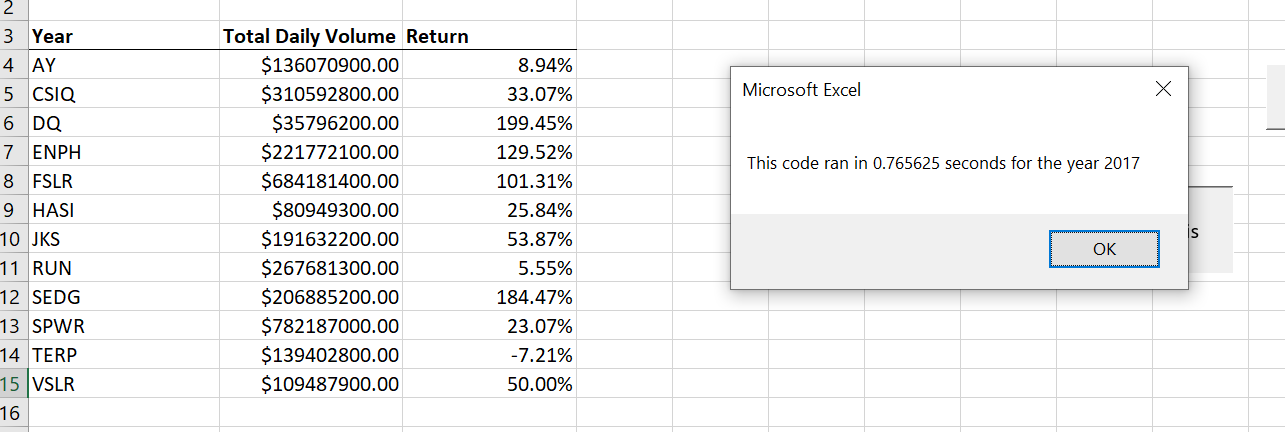 2
3 Year Total Daily Volume Return
4 AY $136070900.00 8.94%
Microsoft Excel
5 CSIQ $310592800.00 33.07%
6 DQ $35796200.00 199.45%
7 ENPH $221772100.00 129.52%
This code ran in 0.765625 seconds for the year 2017
8 FSLR $684181400.00 101.31%
9 HASI $80949300.00 25.84%
10 JKS $191632200.00 53.87%
is
OK
11 RUN $267681300.00 5.55%
12 SEDG $206885200.00 184.47%
13 SPWR $782187000.00 23.07%
14 TERP $139402800.00 -7.21%
15 VSLR $109487900.00 50.00%
16